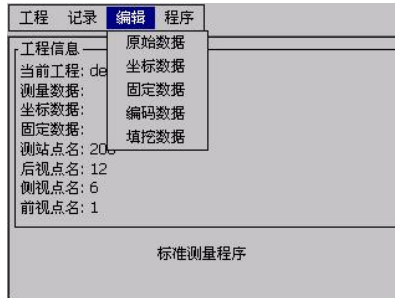 工程 记录 编辑 程序
原始数据
坐标数据
固定数据
编码数据
填挖数据
工程信息
当前工程: de
测量数据:
坐标数据:
固定数据:
测站点名: 20
后视点名: 12
侧视点名: 6
前视点名: 1
标准测量程序